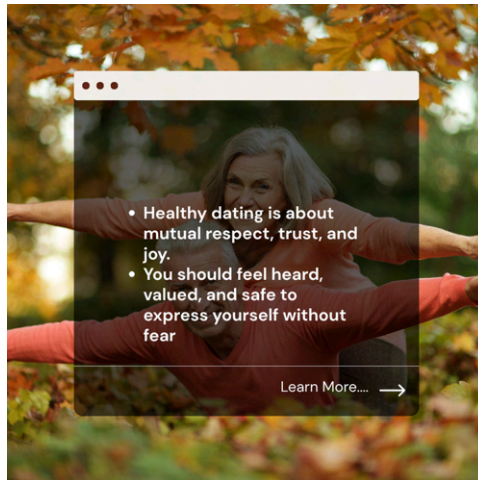 • Healthy dating is about
mutual respect, trust, and
joy.
• You should feel heard,
valued, and safe to
express yourself without
fear
Learn More....